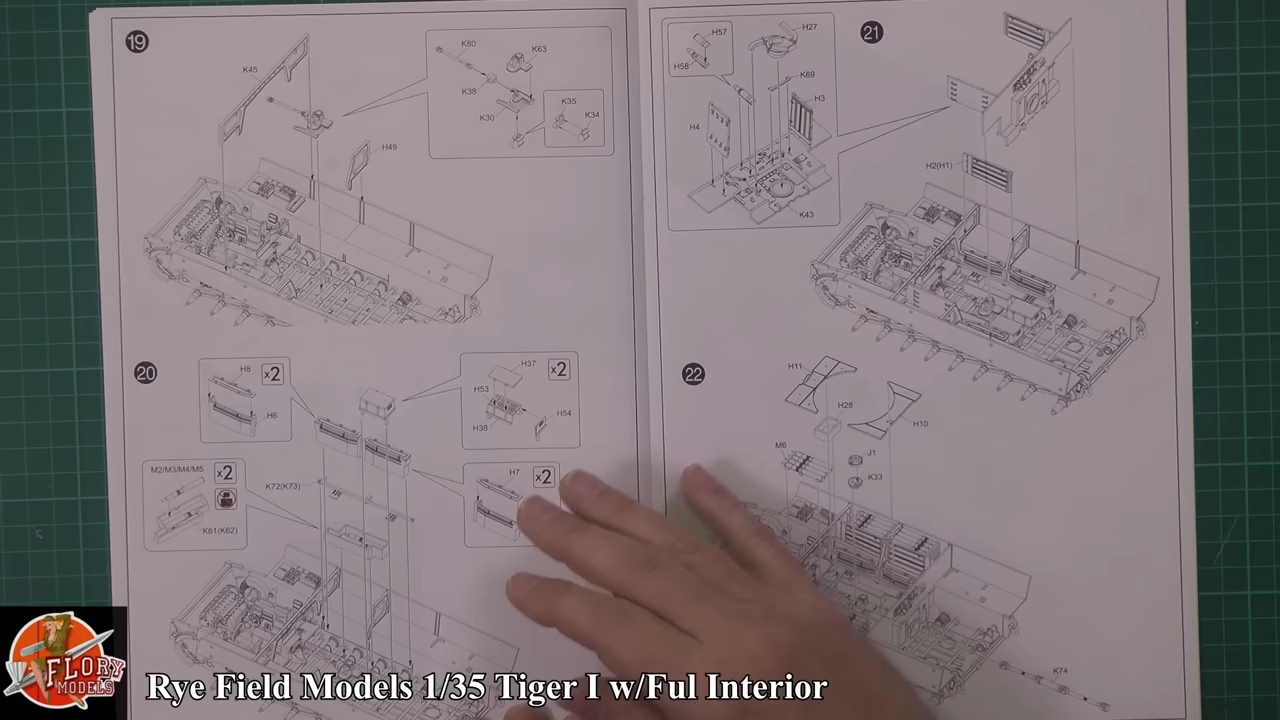 19
K45
K80
K63
K38
K30
K35
K34
H49
20
H8
x2
H6
H37
x2
H53
H54
H38
M2/M3/M4/M5
x2
K61(K62)
K72(K73)
H7
x2
21
H57
H58
H27
K69
H3
H4
K43
H2(H1)
22
H11
H28
H10
M6
J1
K33
K74
FLORY
MODELS
Rye Field Models 1/35 Tiger I w/Ful Interior